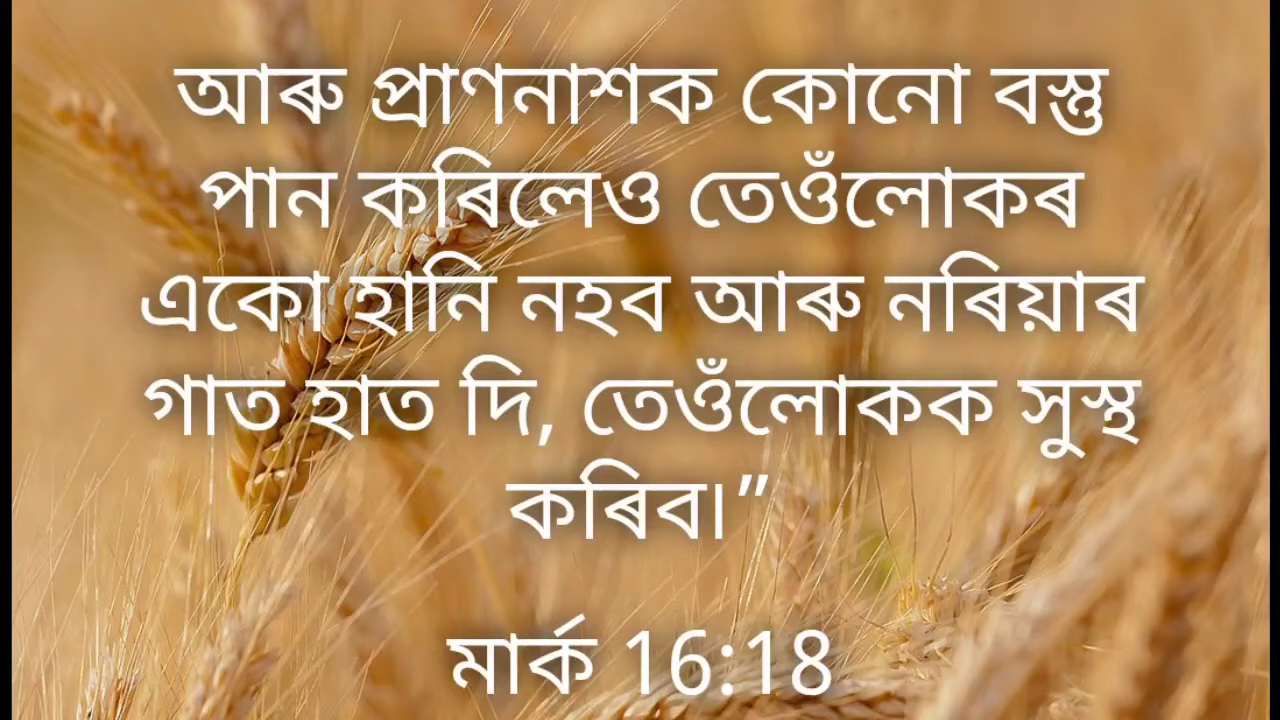 আৰু প্ৰাণনাশক কোনো বস্তু
পান কৰিলেও তেওঁলোকৰ
একো হানি নহব আৰু নৰিয়াৰ
গাত হাত দি, তেওঁলোকক সুস্থ
কৰিব।”
মাৰ্ক 16:18